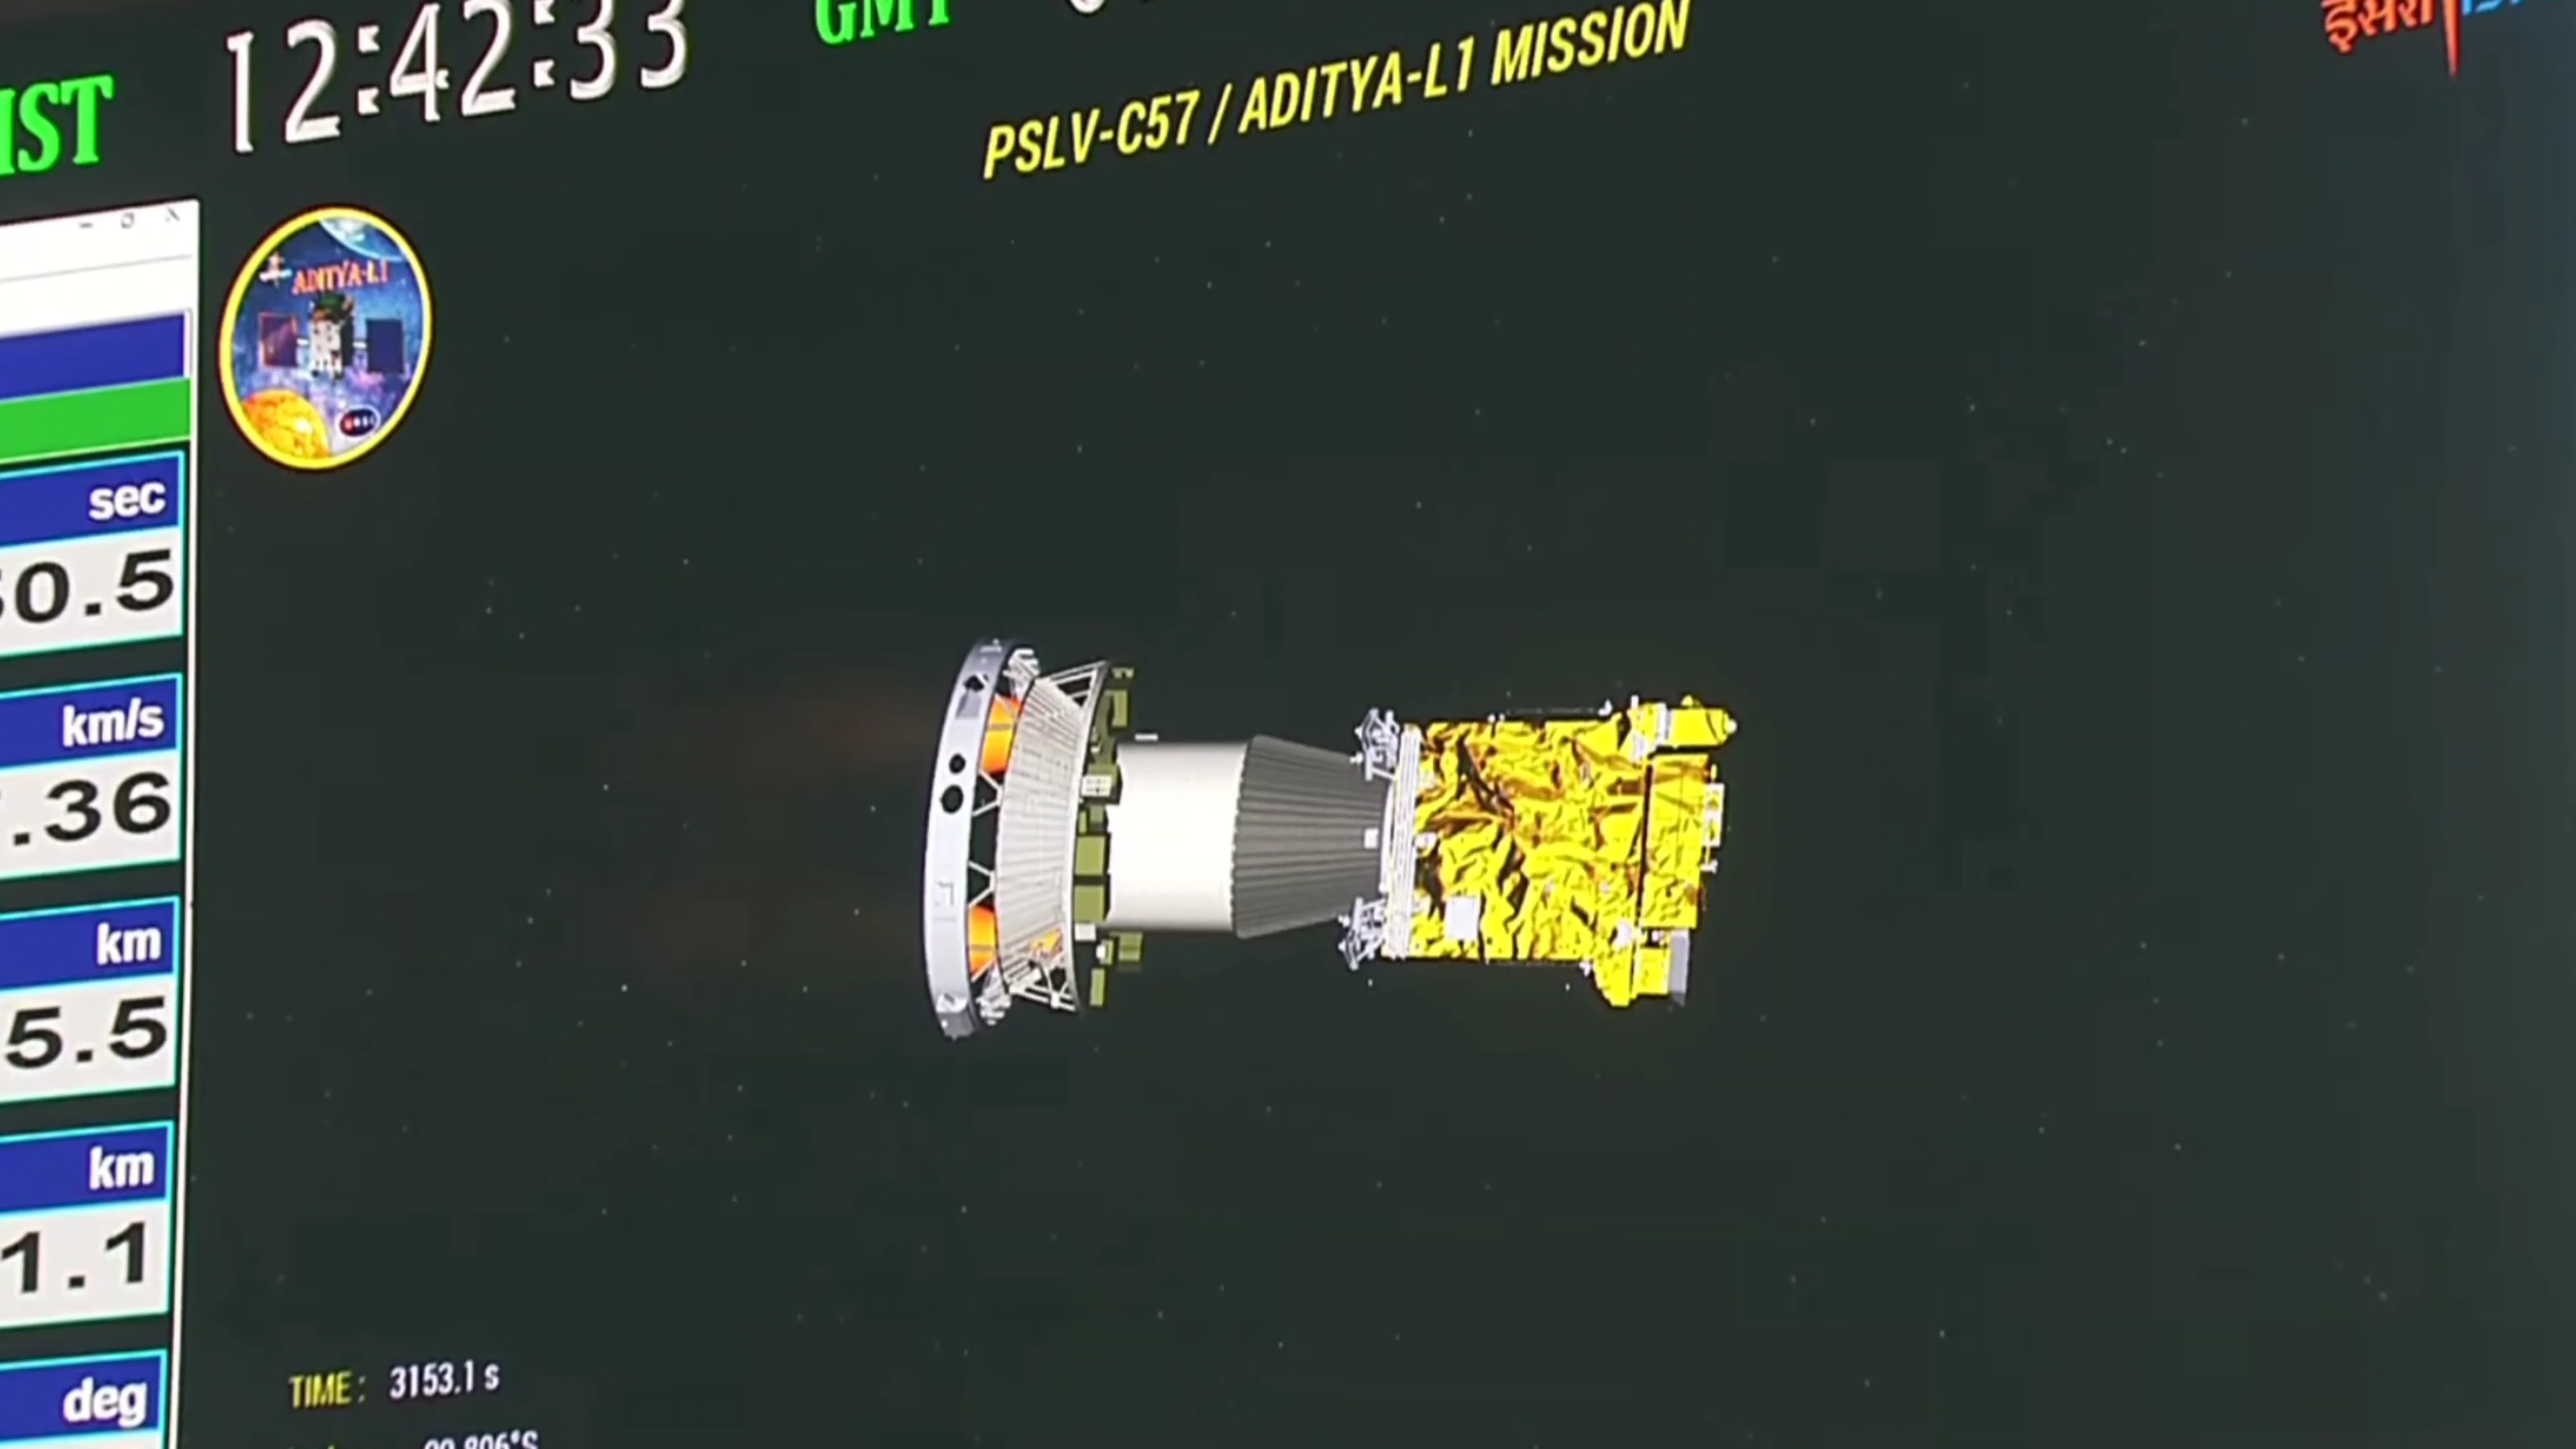 IST 12:42:33 GMT
इसरो
PSLV-C57 / ADITYA-L1 MISSION
ADITYA-L1
sec
0.5
km/s
.36
km
5.5
km
1.1
deg
TIME : 3153.1 s